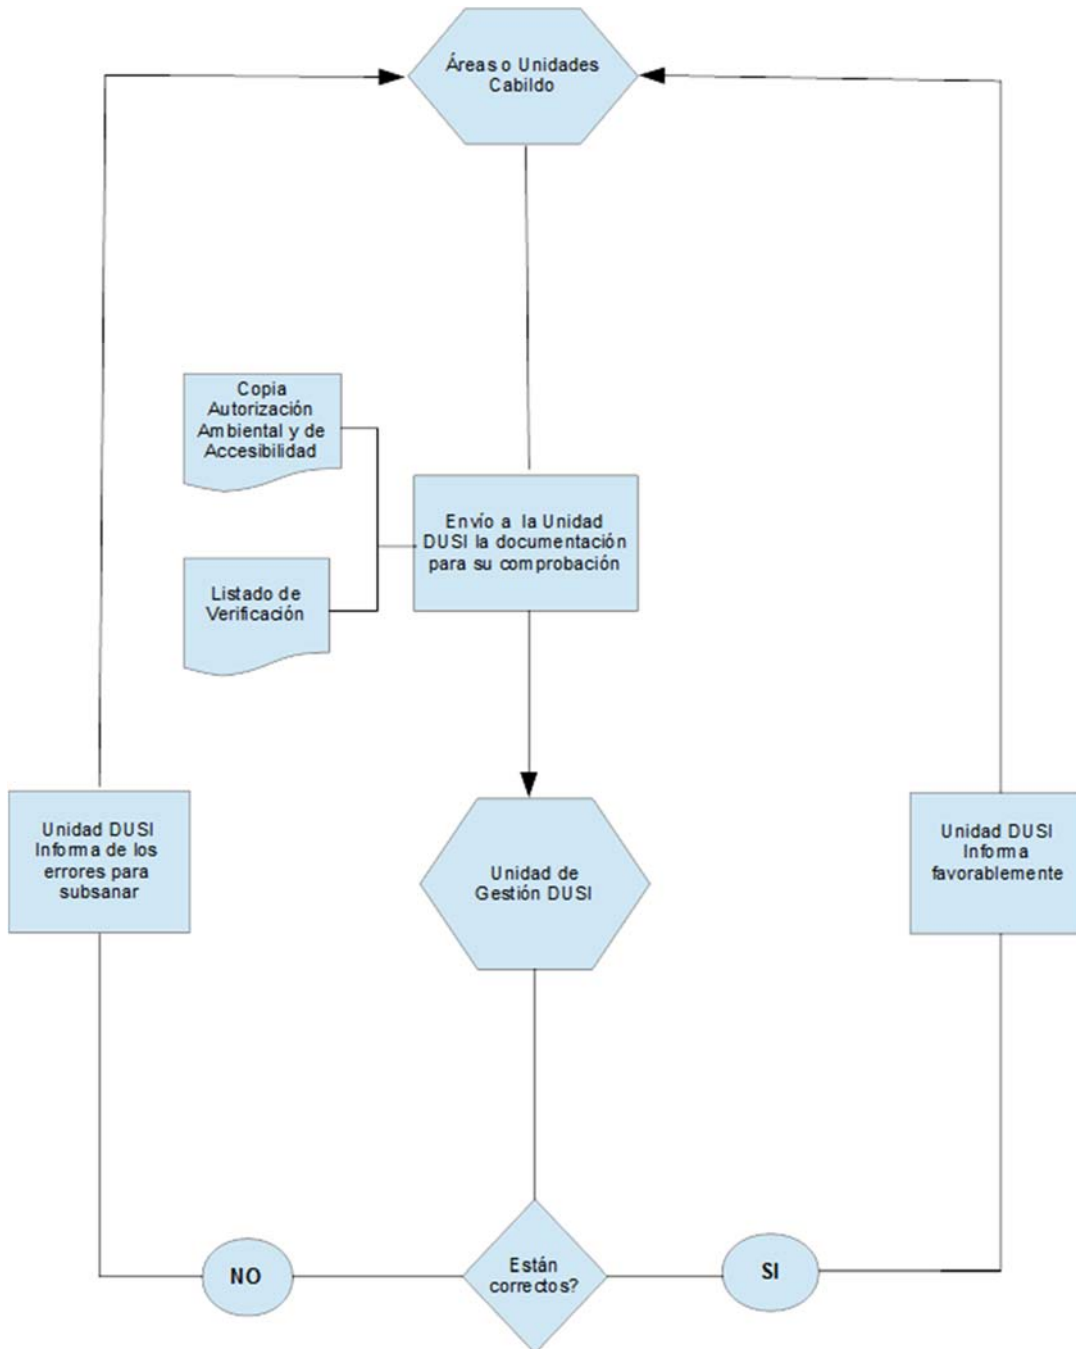 Áreas o Unidades
Cabildo
Copia
Autorización
Ambiental y de
Accesibilidad
Envío a la Unidad
DUSI la documentación
para su comprobación
Listado de
Verificación
Unidad DUSI
Informa de los
errores para
subsanar
Unidad de
Gestión DUSI
Unidad DUSI
Informa
favorablemente
NO
Están
correctos?
SI